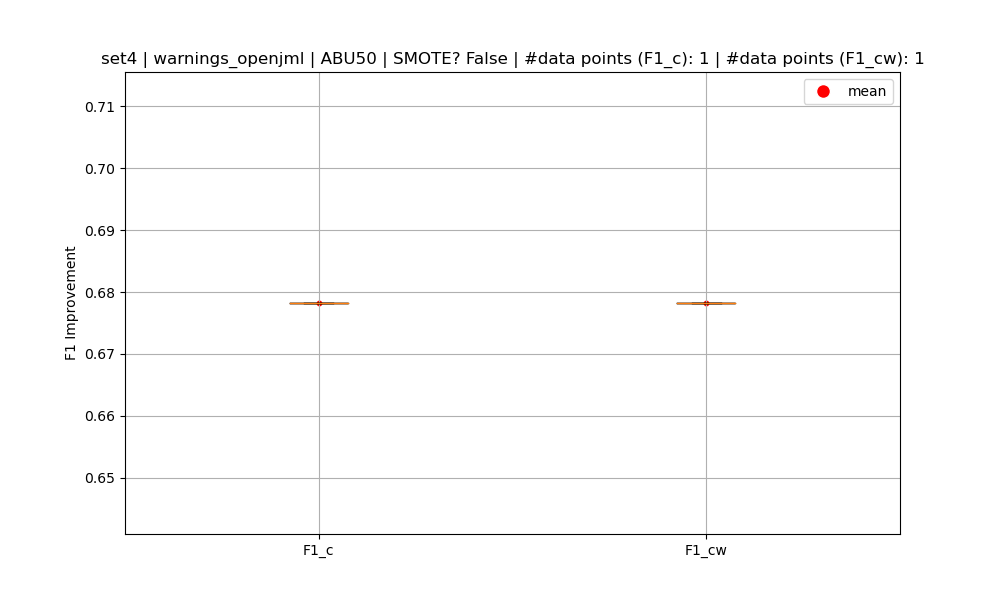 set4 | warnings_openjml | ABU50 | SMOTE? False | #data points (F1_c): 1 | #data points (F1_cw): 1
mean
0.71
0.70
0.69
0.68
0.67
0.66
0.65
F1 Improvement
F1_c
F1_cw